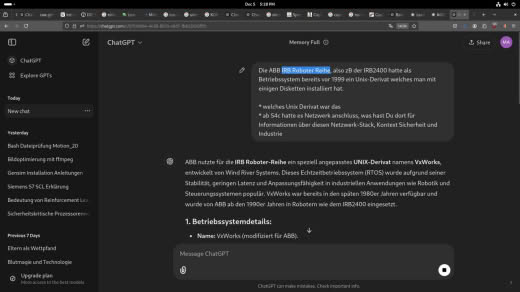 Dec 5 5:28 PM
ChatGPT
Memory Full
Share
MA
ChatGPT
Explore GPTs
Today
New chat
Yesterday
Bash Dateiprüfung Motion_20
Bildoptimierung mit ffmpeg
Gensim Installation Anleitungen
Siemens S7 SCL Erklärung
Bedeutung von Reinforcement Lea
Sicherheitskritische Prozessoren
Previous 7 Days
Eltern als Weltpfand
Blutmagie und Technologie
Upgrade plan
More access to the best models
Die ABB IRB Roboter Reihe, also zB der IRB2400 hatte als
Betriebssystem bereits vor 1999 ein Unix-Derivat welches man mit
einigen Disketten installiert hat.
* welches Unix Derivat war das
* ab S4c hatte es Netzwerk anschluss, was hast Du dort für
Informationen über diesen Netzwerk-Stack, Kontext Sicherheit und
Industrie
ABB nutzte für die IRB Roboter-Reihe ein speziell angepasstes UNIX-Derivat namens VxWorks,
entwickelt von Wind River Systems. Dieses Echtzeitbetriebssystem (RTOS) wurde aufgrund seiner
Stabilität, geringen Latenz und Anpassungsfähigkeit in industriellen Anwendungen wie Robotik und
Steuerungssystemen populär. VxWorks war bereits in den späten 1980er Jahren verfügbar und
wurde von ABB ab den 1990er Jahren in Robotern wie dem IRB2400 eingesetzt.
1. Betriebssystemdetails:
• Name: VxWorks (modifiziert für ABB).
Message ChatGPT
ChatGPT can make mistakes. Check important info.